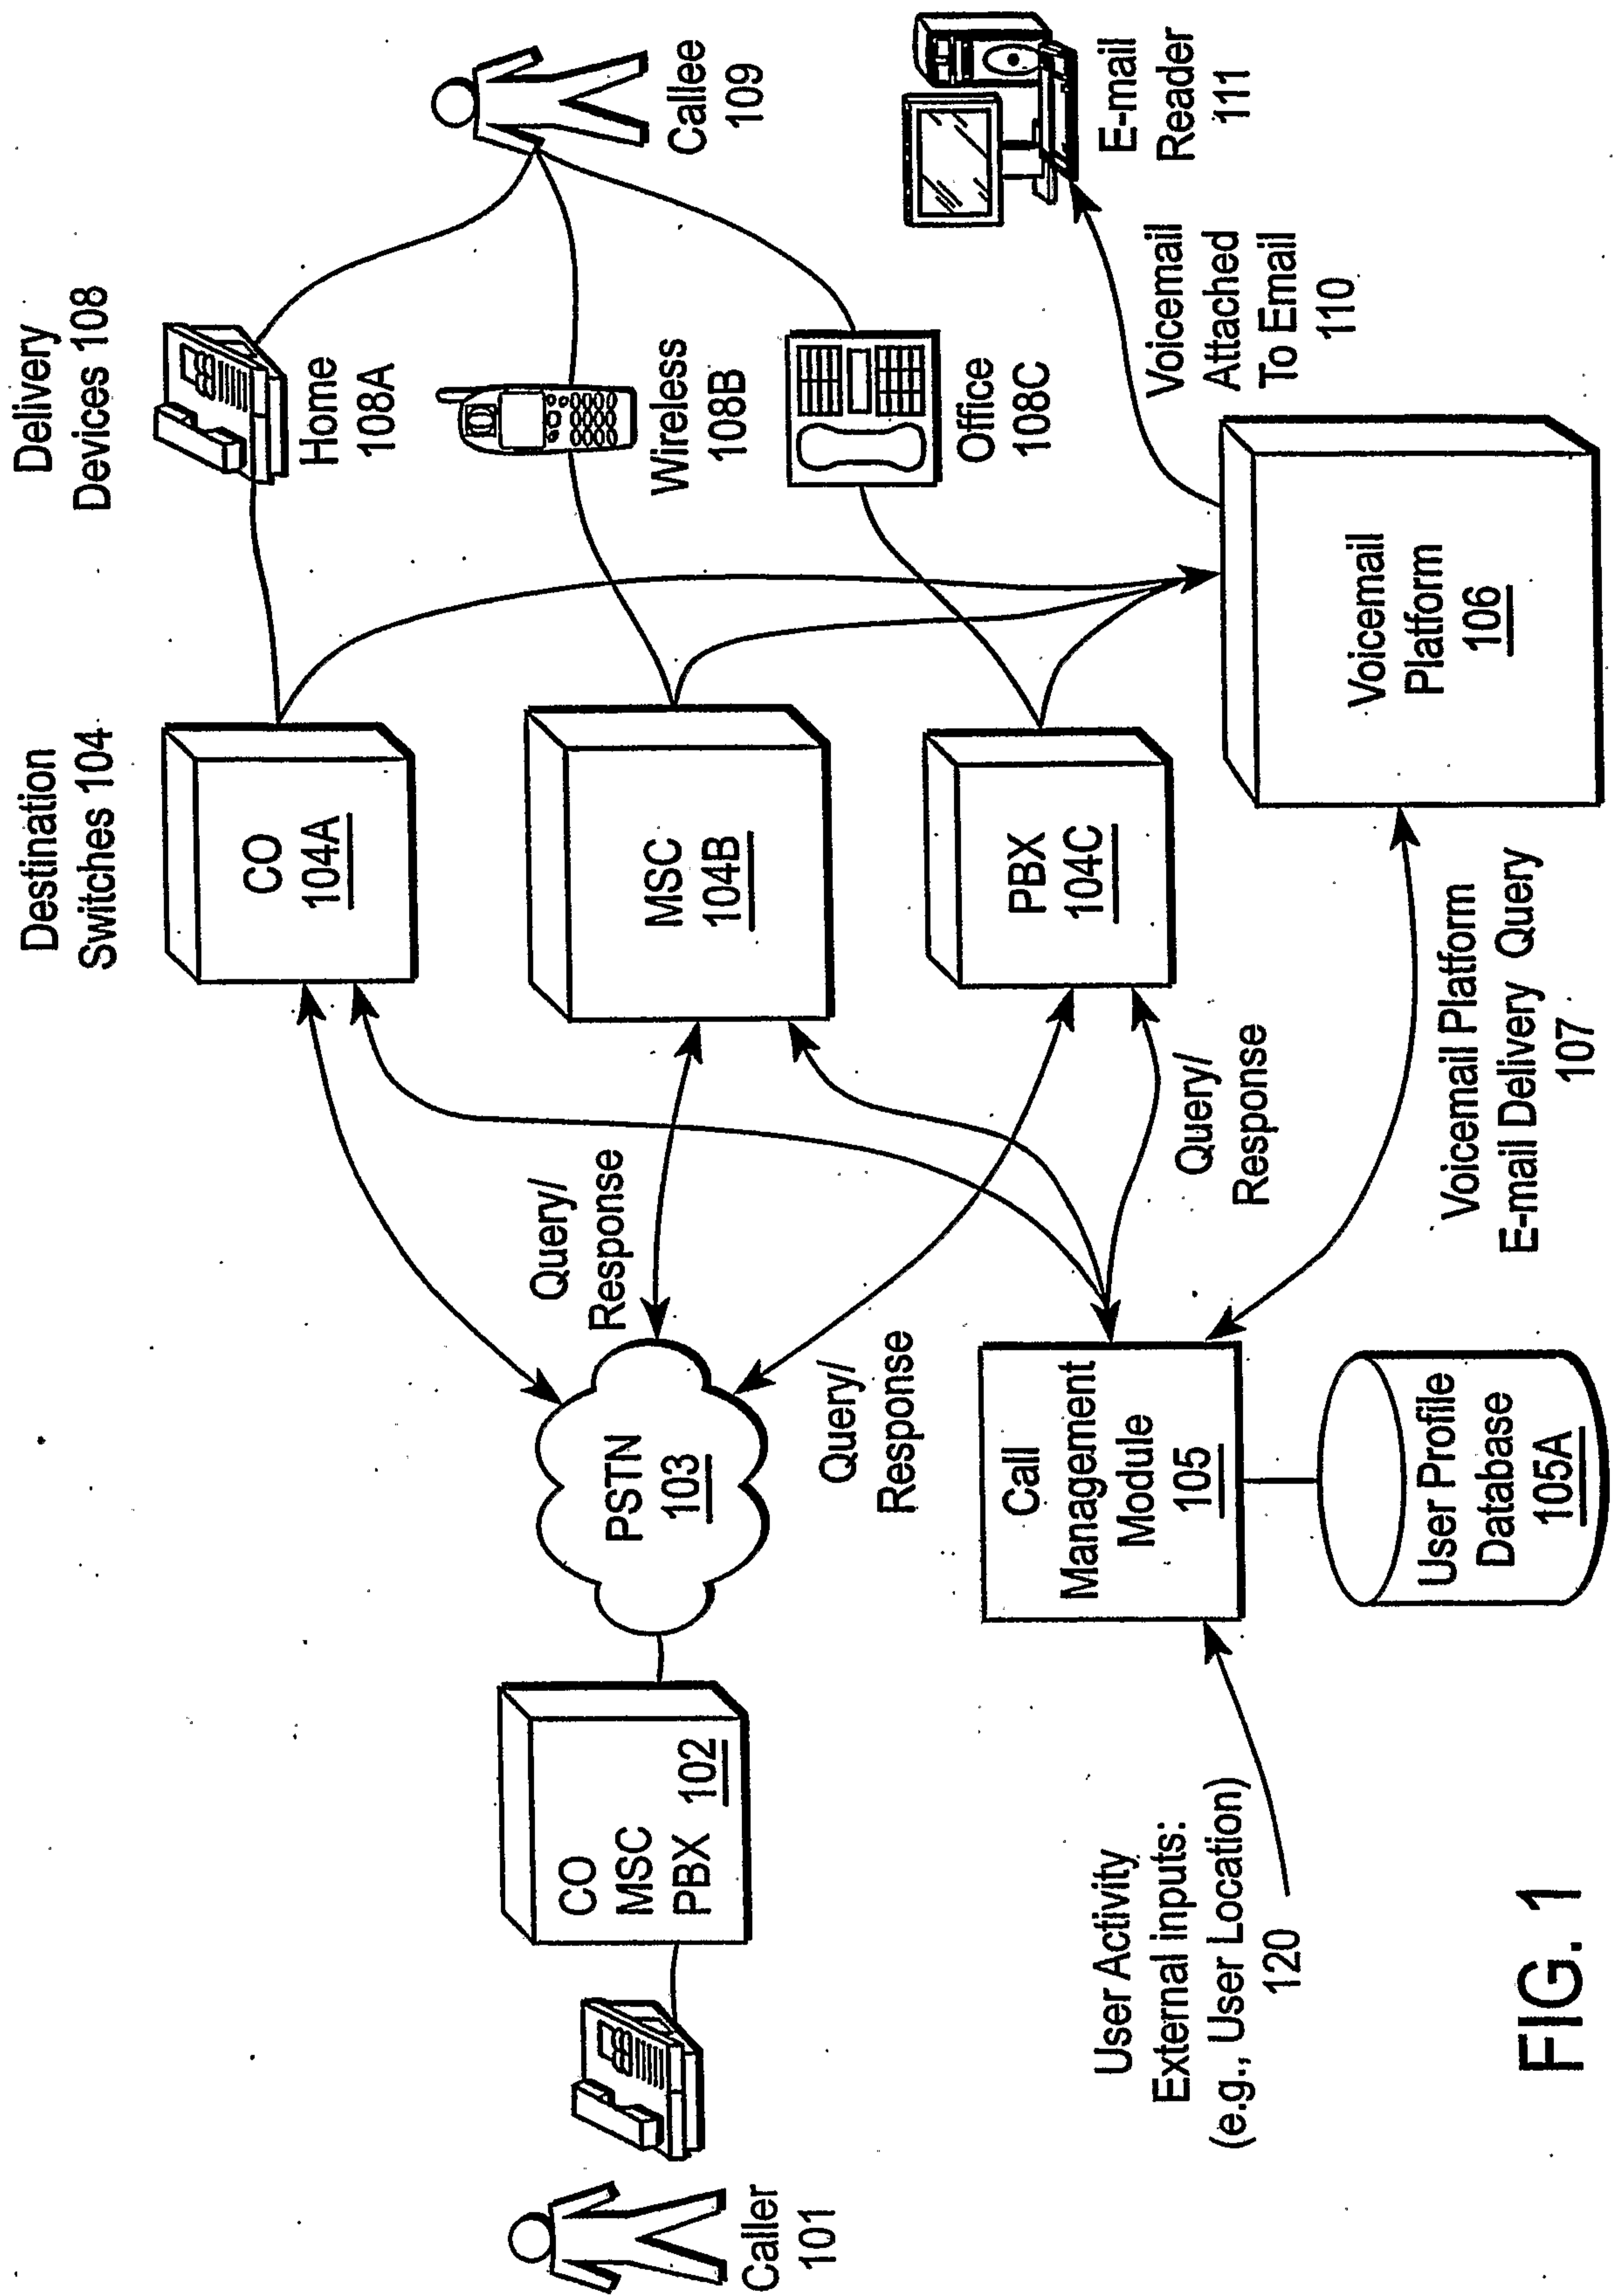 Destination
Switches 104
Delivery
Devices 108
CO
104A
Home
108A
Callee
109
CO
MSC
PBX 102
PSTN
103
Query/
Response
MSC
104B
Wireless
108B
Caller
101
Query/
Response
PBX
104C
Office
108C
E-mail
Reader
111
User Activity
External inputs:
(e.g., User Location)
120
Call
Management
Module
105
Query/
Response
Voicemail
Attached
To Email
110
User Profile
Database
105A
Voicemail Platform
E-mail Delivery Query
107
Voicemail
Platform
106
FIG. 1